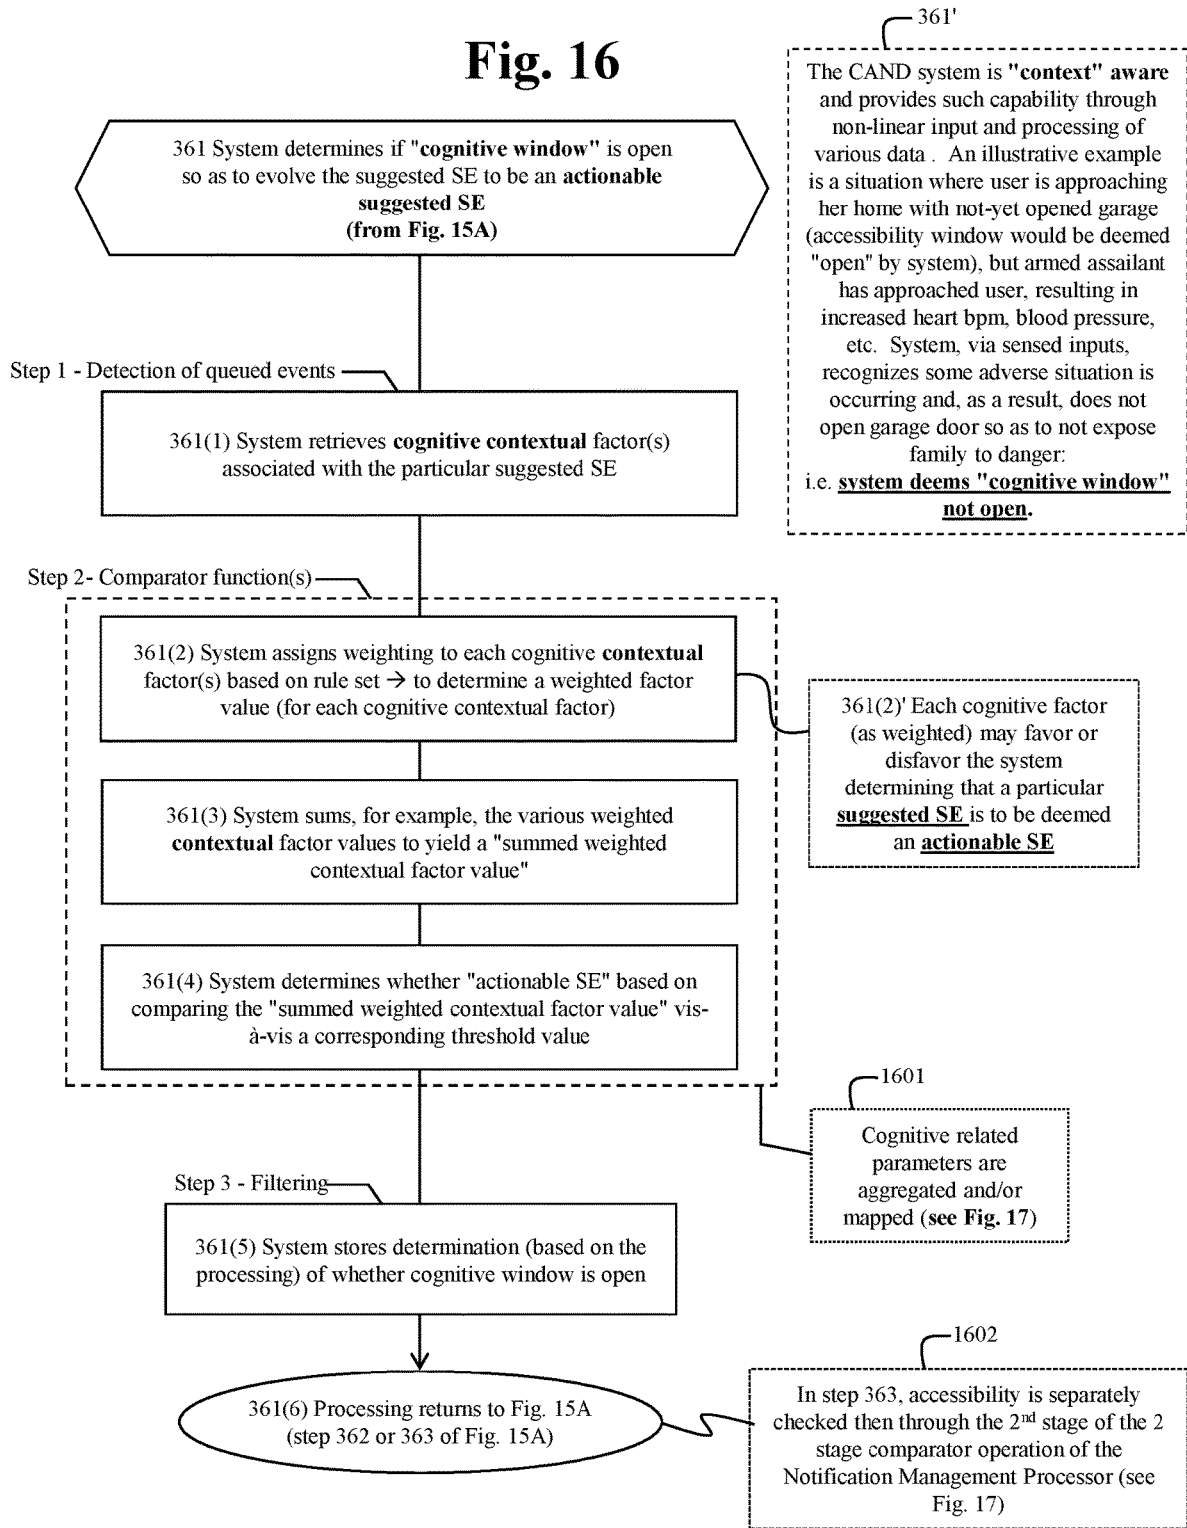 Fig. 16
361'
361 System determines if "cognitive window" is open
so as to evolve the suggested SE to be an actionable
suggested SE
(from Fig. 15A)
The CAND system is "context" aware
and provides such capability through
non-linear input and processing of
various data . An illustrative example
is a situation where user is approaching
her home with not-yet opened garage
(accessibility window would be deemed
"open" by system), but armed assailant
has approached user, resulting in
increased heart bpm, blood pressure,
etc. System, via sensed inputs,
recognizes some adverse situation is
occurring and, as a result, does not
open garage door so as to not expose
family to danger:
i.e. system deems "cognitive window"
not open.
Step 1 - Detection of queued events
361(1) System retrieves cognitive contextual factor(s)
associated with the particular suggested SE
Step 2- Comparator function(s)
361(2) System assigns weighting to each cognitive contextual
factor(s) based on rule set → to determine a weighted factor
value (for each cognitive contextual factor)
361(2)' Each cognitive factor
(as weighted) may favor or
disfavor the system
determining that a particular
suggested SE is to be deemed
an actionable SE
361(3) System sums, for example, the various weighted
contextual factor values to yield a "summed weighted
contextual factor value"
361(4) System determines whether "actionable SE" based on
comparing the "summed weighted contextual factor value" vis-
à-vis a corresponding threshold value
1601
Cognitive related
parameters are
aggregated and/or
mapped (see Fig. 17)
Step 3 - Filtering
361(5) System stores determination (based on the
processing) of whether cognitive window is open
361(6) Processing returns to Fig. 15A
(step 362 or 363 of Fig. 15A)
1602
In step 363, accessibility is separately
checked then through the 2nd stage of the 2
stage comparator operation of the
Notification Management Processor (see
Fig. 17)